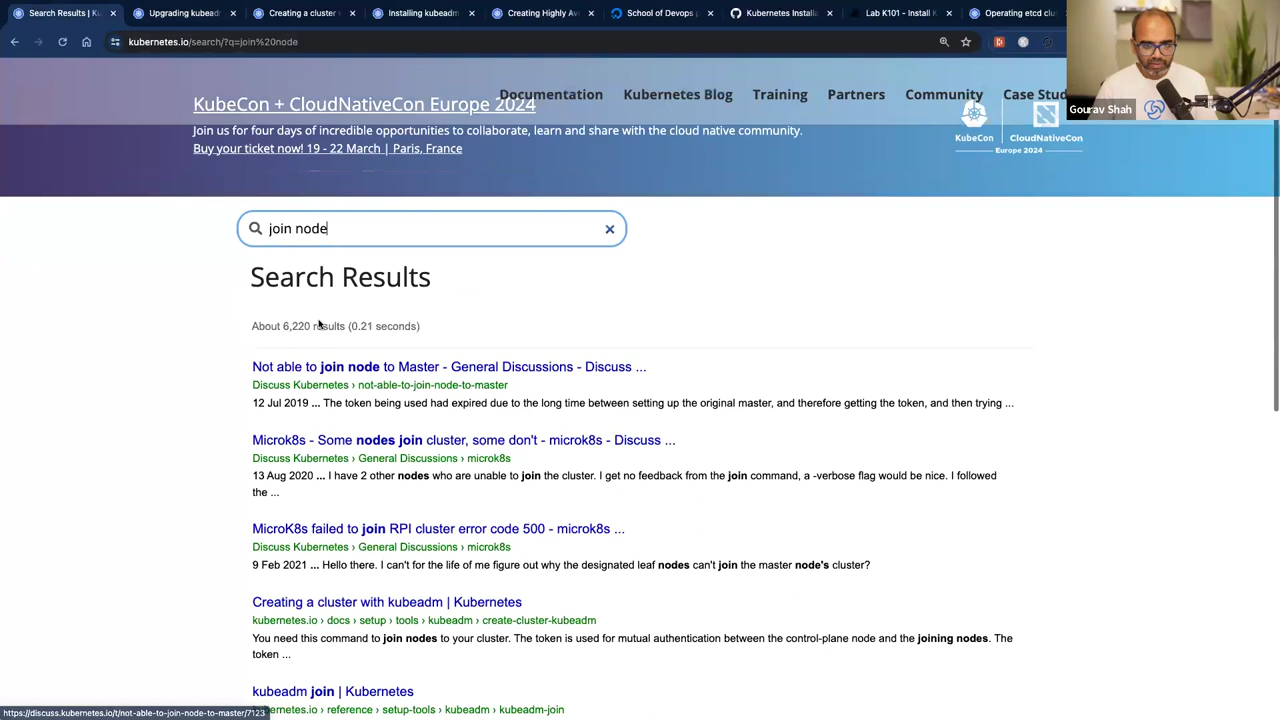 Search Results | K
Upgrading kubead
Creating a cluster
Installing kubeadm
Creating Highly Av
School of Devops
Kubernetes Installa
Lab K101 - Install K
Operating etcd clus
kubernetes.io/search/?q=join%20node
Documentation
Kubernetes Blog
Training
Partners
Community
Case Stud
KubeCon + CloudNativeCon Europe 2024
Join us for four days of incredible opportunities to collaborate, learn and share with the cloud native community.
Buy your ticket now! 19 - 22 March | Paris, France
KubeCon
CloudNativeCon
Europe 2024
Gourav Shah
join node
Search Results
About 6,220 results (0.21 seconds)
Not able to join node to Master - General Discussions - Discuss ...
Discuss Kubernetes › not-able-to-join-node-to-master
12 Jul 2019 ... The token being used had expired due to the long time between setting up the original master, and therefore getting the token, and then trying ...
Microk8s - Some nodes join cluster, some don't - microk8s - Discuss ...
Discuss Kubernetes › General Discussions › microk8s
13 Aug 2020 ... I have 2 other nodes who are unable to join the cluster. I get no feedback from the join command, a -verbose flag would be nice. I followed
the ...
MicroK8s failed to join RPI cluster error code 500 - microk8s ...
Discuss Kubernetes › General Discussions › microk8s
9 Feb 2021 ... Hello there. I can't for the life of me figure out why the designated leaf nodes can't join the master node's cluster?
Creating a cluster with kubeadm | Kubernetes
kubernetes.io › docs › setup › tools › kubeadm › create-cluster-kubeadm
You need this command to join nodes to your cluster. The token is used for mutual authentication between the control-plane node and the joining nodes. The
token ...
kubeadm join | Kubernetes
ernetes.io › reference › setup-tools › kubeadm › kubeadm-join
https://discuss.kubernetes.io/t/not-able-to-join-node-to-master/7123